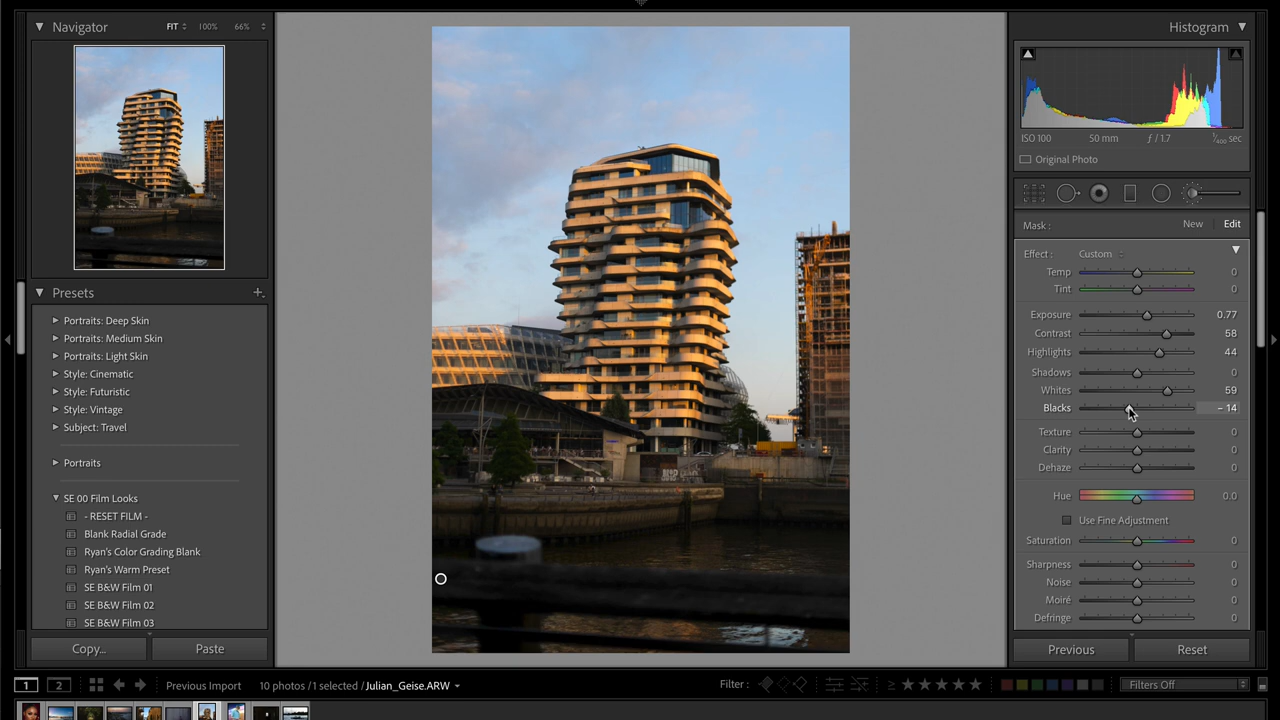 Navigator
FIT 100% 66%
Histogram
ISO 100 50 mm ƒ / 1.7 1/400 sec
Original Photo
Presets
Portraits: Deep Skin
Portraits: Medium Skin
Portraits: Light Skin
Style: Cinematic
Style: Futuristic
Style: Vintage
Subject: Travel
Portraits
SE 00 Film Looks
- RESET FILM -
Blank Radial Grade
Ryan's Color Grading Blank
Ryan's Warm Preset
SE B&W Film 01
SE B&W Film 02
SE B&W Film 03
Copy... Paste
Mask : New Edit
Effect : Custom
Temp 0
Tint 0
Exposure 0.77
Contrast 58
Highlights 44
Shadows 0
Whites 59
Blacks – 14
Texture 0
Clarity 0
Dehaze 0
Hue 0.0
Use Fine Adjustment
Saturation 0
Sharpness 0
Noise 0
Moiré 0
Defringe 0
Previous Reset
1 2 Previous Import 10 photos / 1 selected / Julian_Geise.ARW Filter : ≥ ★★★★★ Filters Off